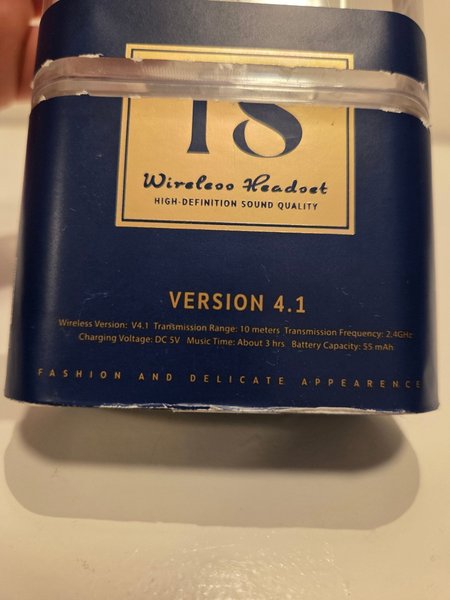 Wireless Headset
HIGH-DEFINITION SOUND QUALITY
VERSION 4.1
Wireless Version: V4.1 Transmission Range: 10 meters Transmission Frequency: 2.4GHz
Charging Voltage: DC 5V Music Time: About 3 hrs Battery Capacity: 55 mAh
FASHION AND DELICATE APPEARENCE